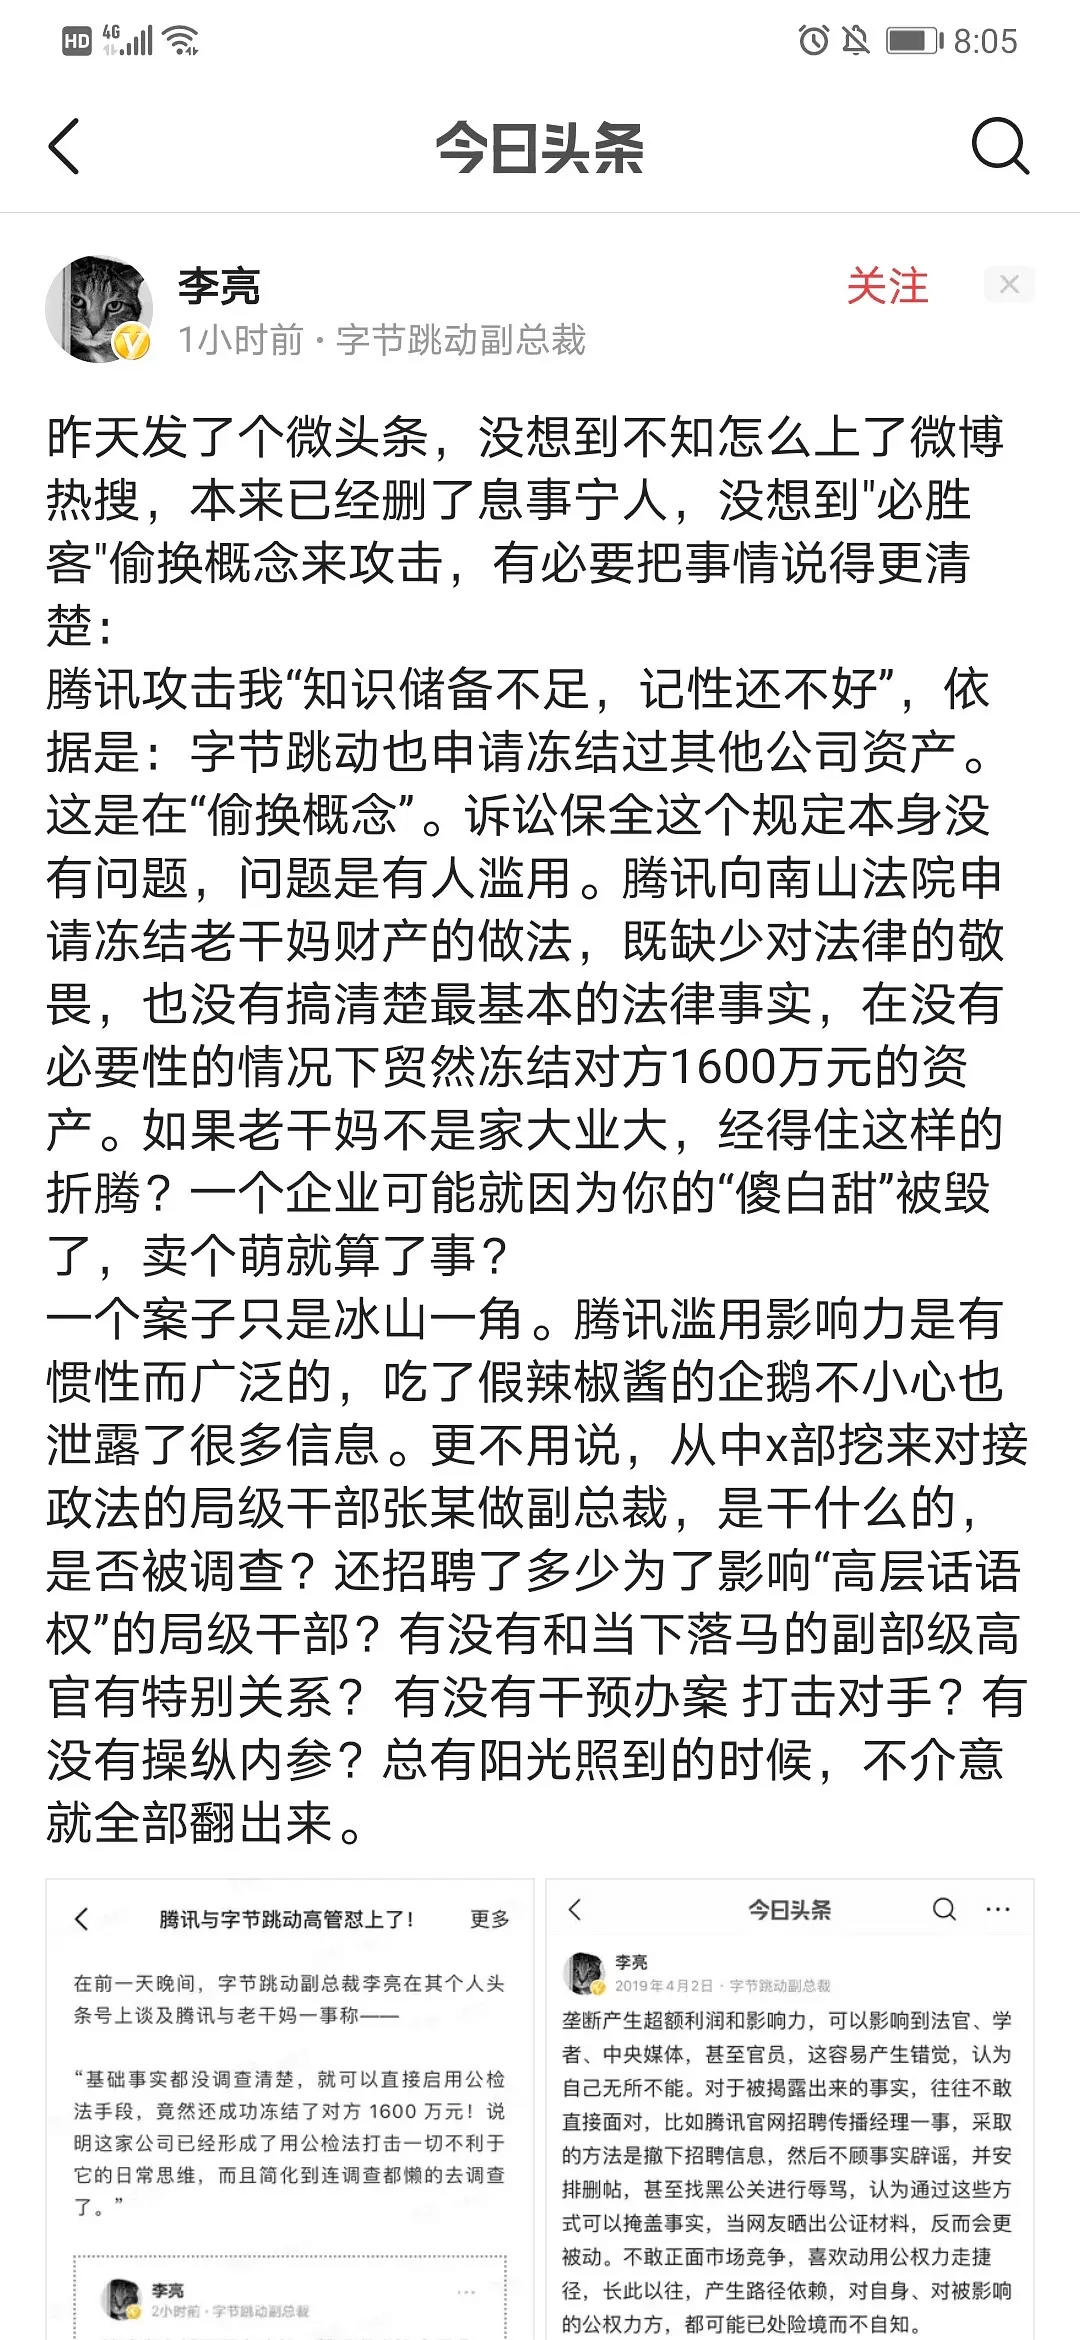 HD 4G 8:05
今日头条
李亮
关注
1小时前·字节跳动副总裁
昨天发了个微头条，没想到不知怎么上了微博
热搜，本来已经删了息事宁人，没想到"必胜
客"偷换概念来攻击，有必要把事情说得更清
楚：
腾讯攻击我“知识储备不足，记性还不好”，依
据是：字节跳动也申请冻结过其他公司资产。
这是在“偷换概念”。诉讼保全这个规定本身没
有问题，问题是有人滥用。腾讯向南山法院申
请冻结老干妈财产的做法，既缺少对法律的敬
畏，也没有搞清楚最基本的法律事实，在没有
必要性的情况下贸然冻结对方1600万元的资
产。如果老干妈不是家大业大，经得住这样的
折腾？一个企业可能就因为你的“傻白甜”被毁
了，卖个萌就算了事？
一个案子只是冰山一角。腾讯滥用影响力是有
惯性而广泛的，吃了假辣椒酱的企鹅不小心也
泄露了很多信息。更不用说，从中x部挖来对接
政法的局级干部张某做副总裁，是干什么的，
是否被调查？还招聘了多少为了影响“高层话语
权”的局级干部？有没有和当下落马的副部级高
官有特别关系？ 有没有干预办案 打击对手？有
没有操纵内参？总有阳光照到的时候，不介意
就全部翻出来。
腾讯与字节跳动高管怼上了！ 更多
在前一天晚间，字节跳动副总裁李亮在其个人头
条号上谈及腾讯与老干妈一事称——
“基础事实都没调查清楚，就可以直接启用公检
法手段，竟然还成功冻结了对方 1600 万元！说
明这家公司已经形成了用公检法打击一切不利于
它的日常思维，而且简化到连调查都懒的去调查
了。”
李亮
2小时前·字节跳动副总裁
今日头条
李亮
2019年4月2日·字节跳动副总裁
垄断产生超额利润和影响力，可以影响到法官、学
者、中央媒体，甚至官员，这容易产生错觉，认为
自己无所不能。对于被揭露出来的事实，往往不敢
直接面对，比如腾讯官网招聘传播经理一事，采取
的方法是撤下招聘信息，然后不顾事实辟谣，并安
排删帖，甚至找黑公关进行辱骂，认为通过这些方
式可以掩盖事实，当网友晒出公证材料，反而会更
被动。不敢正面市场竞争，喜欢动用公权力走捷
径，长此以往，产生路径依赖，对自身、对被影响
的公权力方，都可能已处险境而不自知。